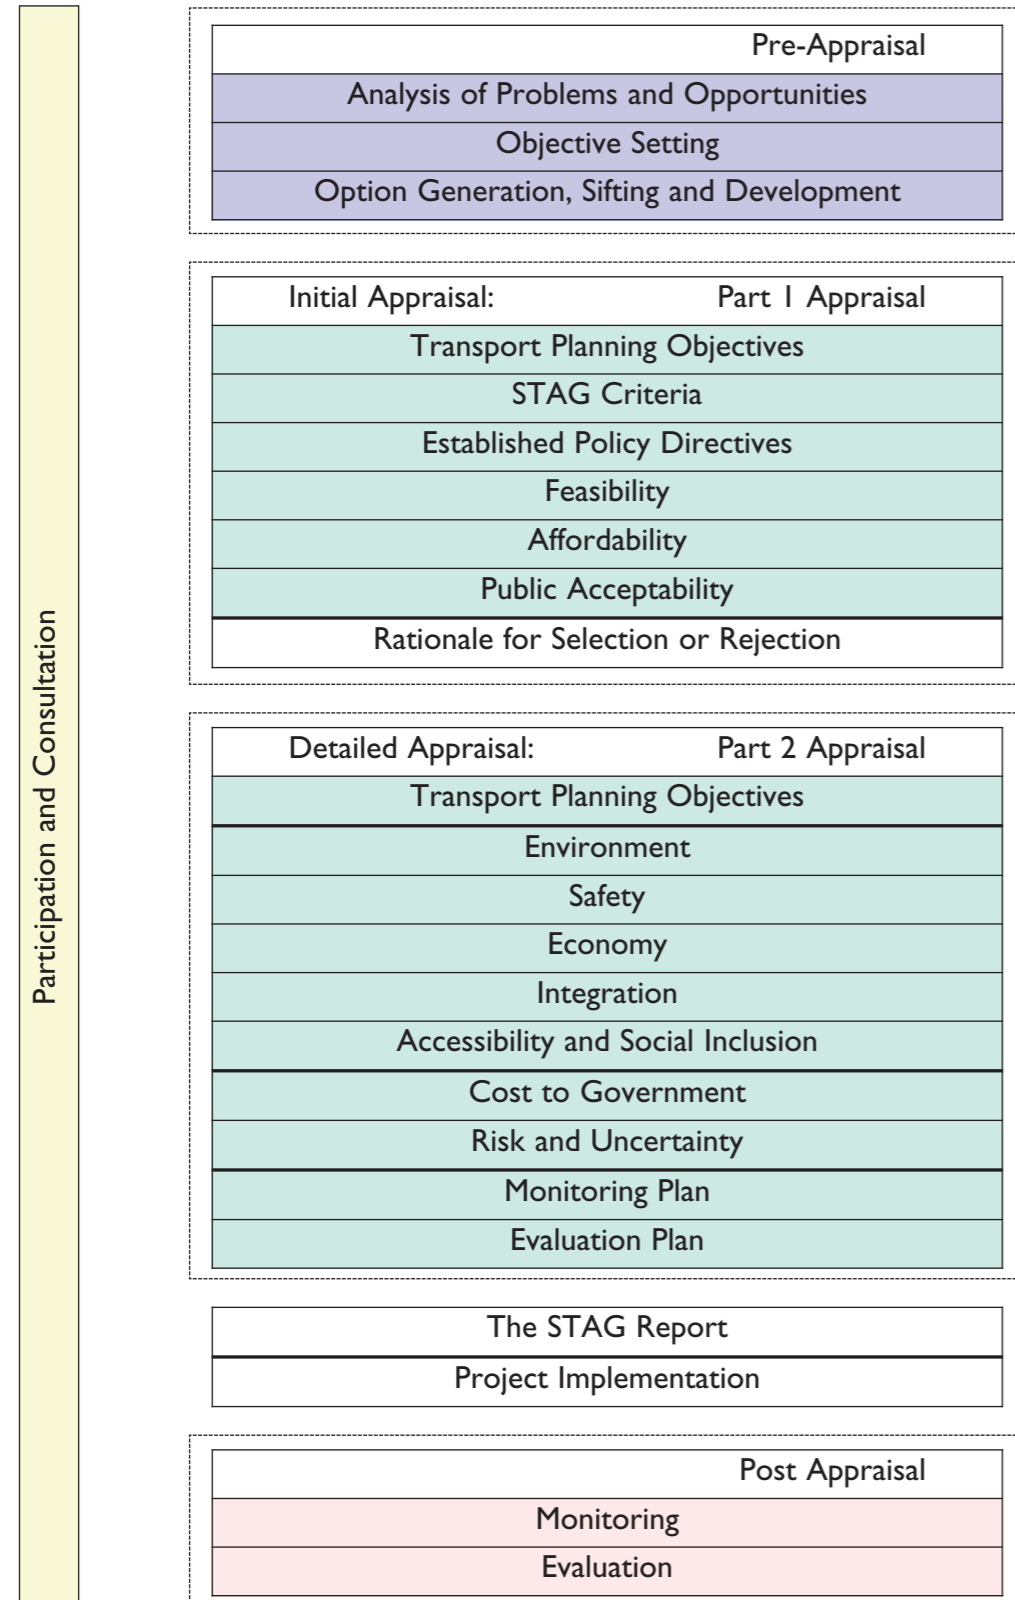 Participation and Consultation
Pre-Appraisal
Analysis of Problems and Opportunities
Objective Setting
Option Generation, Sifting and Development
Initial Appraisal: Part 1 Appraisal
Transport Planning Objectives
STAG Criteria
Established Policy Directives
Feasibility
Affordability
Public Acceptability
Rationale for Selection or Rejection
Detailed Appraisal: Part 2 Appraisal
Transport Planning Objectives
Environment
Safety
Economy
Integration
Accessibility and Social Inclusion
Cost to Government
Risk and Uncertainty
Monitoring Plan
Evaluation Plan
The STAG Report
Project Implementation
Post Appraisal
Monitoring
Evaluation